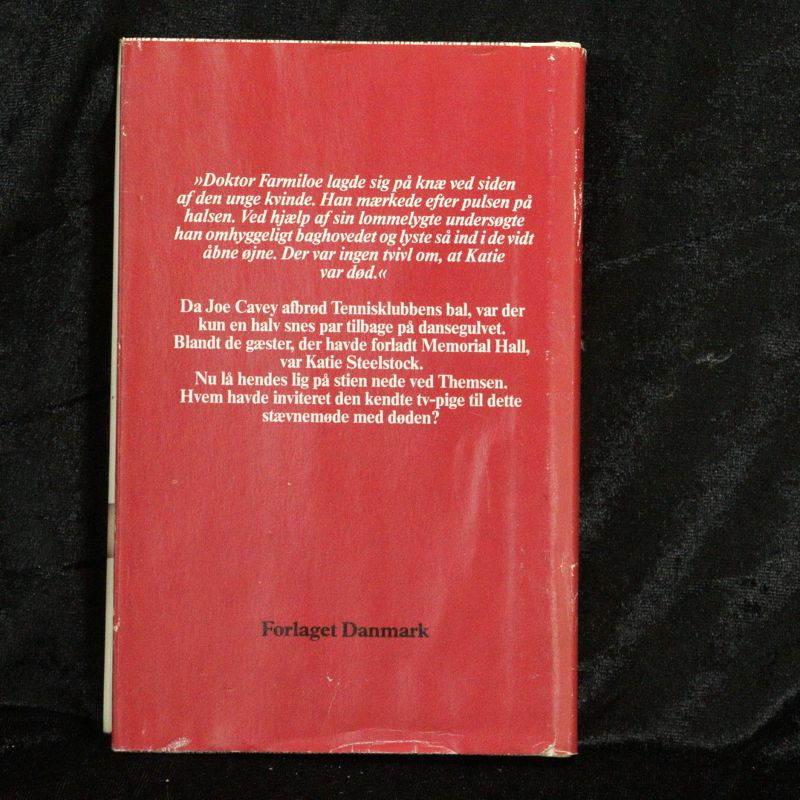 »Doktor Farmiloe lagde sig på knæ ved siden
af den unge kvinde. Han mærkede efter pulsen på
halsen. Ved hjælp af sin lommelygte undersøgte
han omhyggeligt baghovedet og lyste så ind i de vidt
åbne øjne. Der var ingen tvivl om, at Katie
var død.«
Da Joe Cavey afbrød Tennisklubbens bal, var der
kun en halv snes par tilbage på dansegulvet.
Blandt de gæster, der havde forladt Memorial Hall,
var Katie Steelstock.
Nu lå hendes lig på stien nede ved Themsen.
Hvem havde inviteret den kendte tv-pige til dette
stævnemøde med døden?
Forlaget Danmark